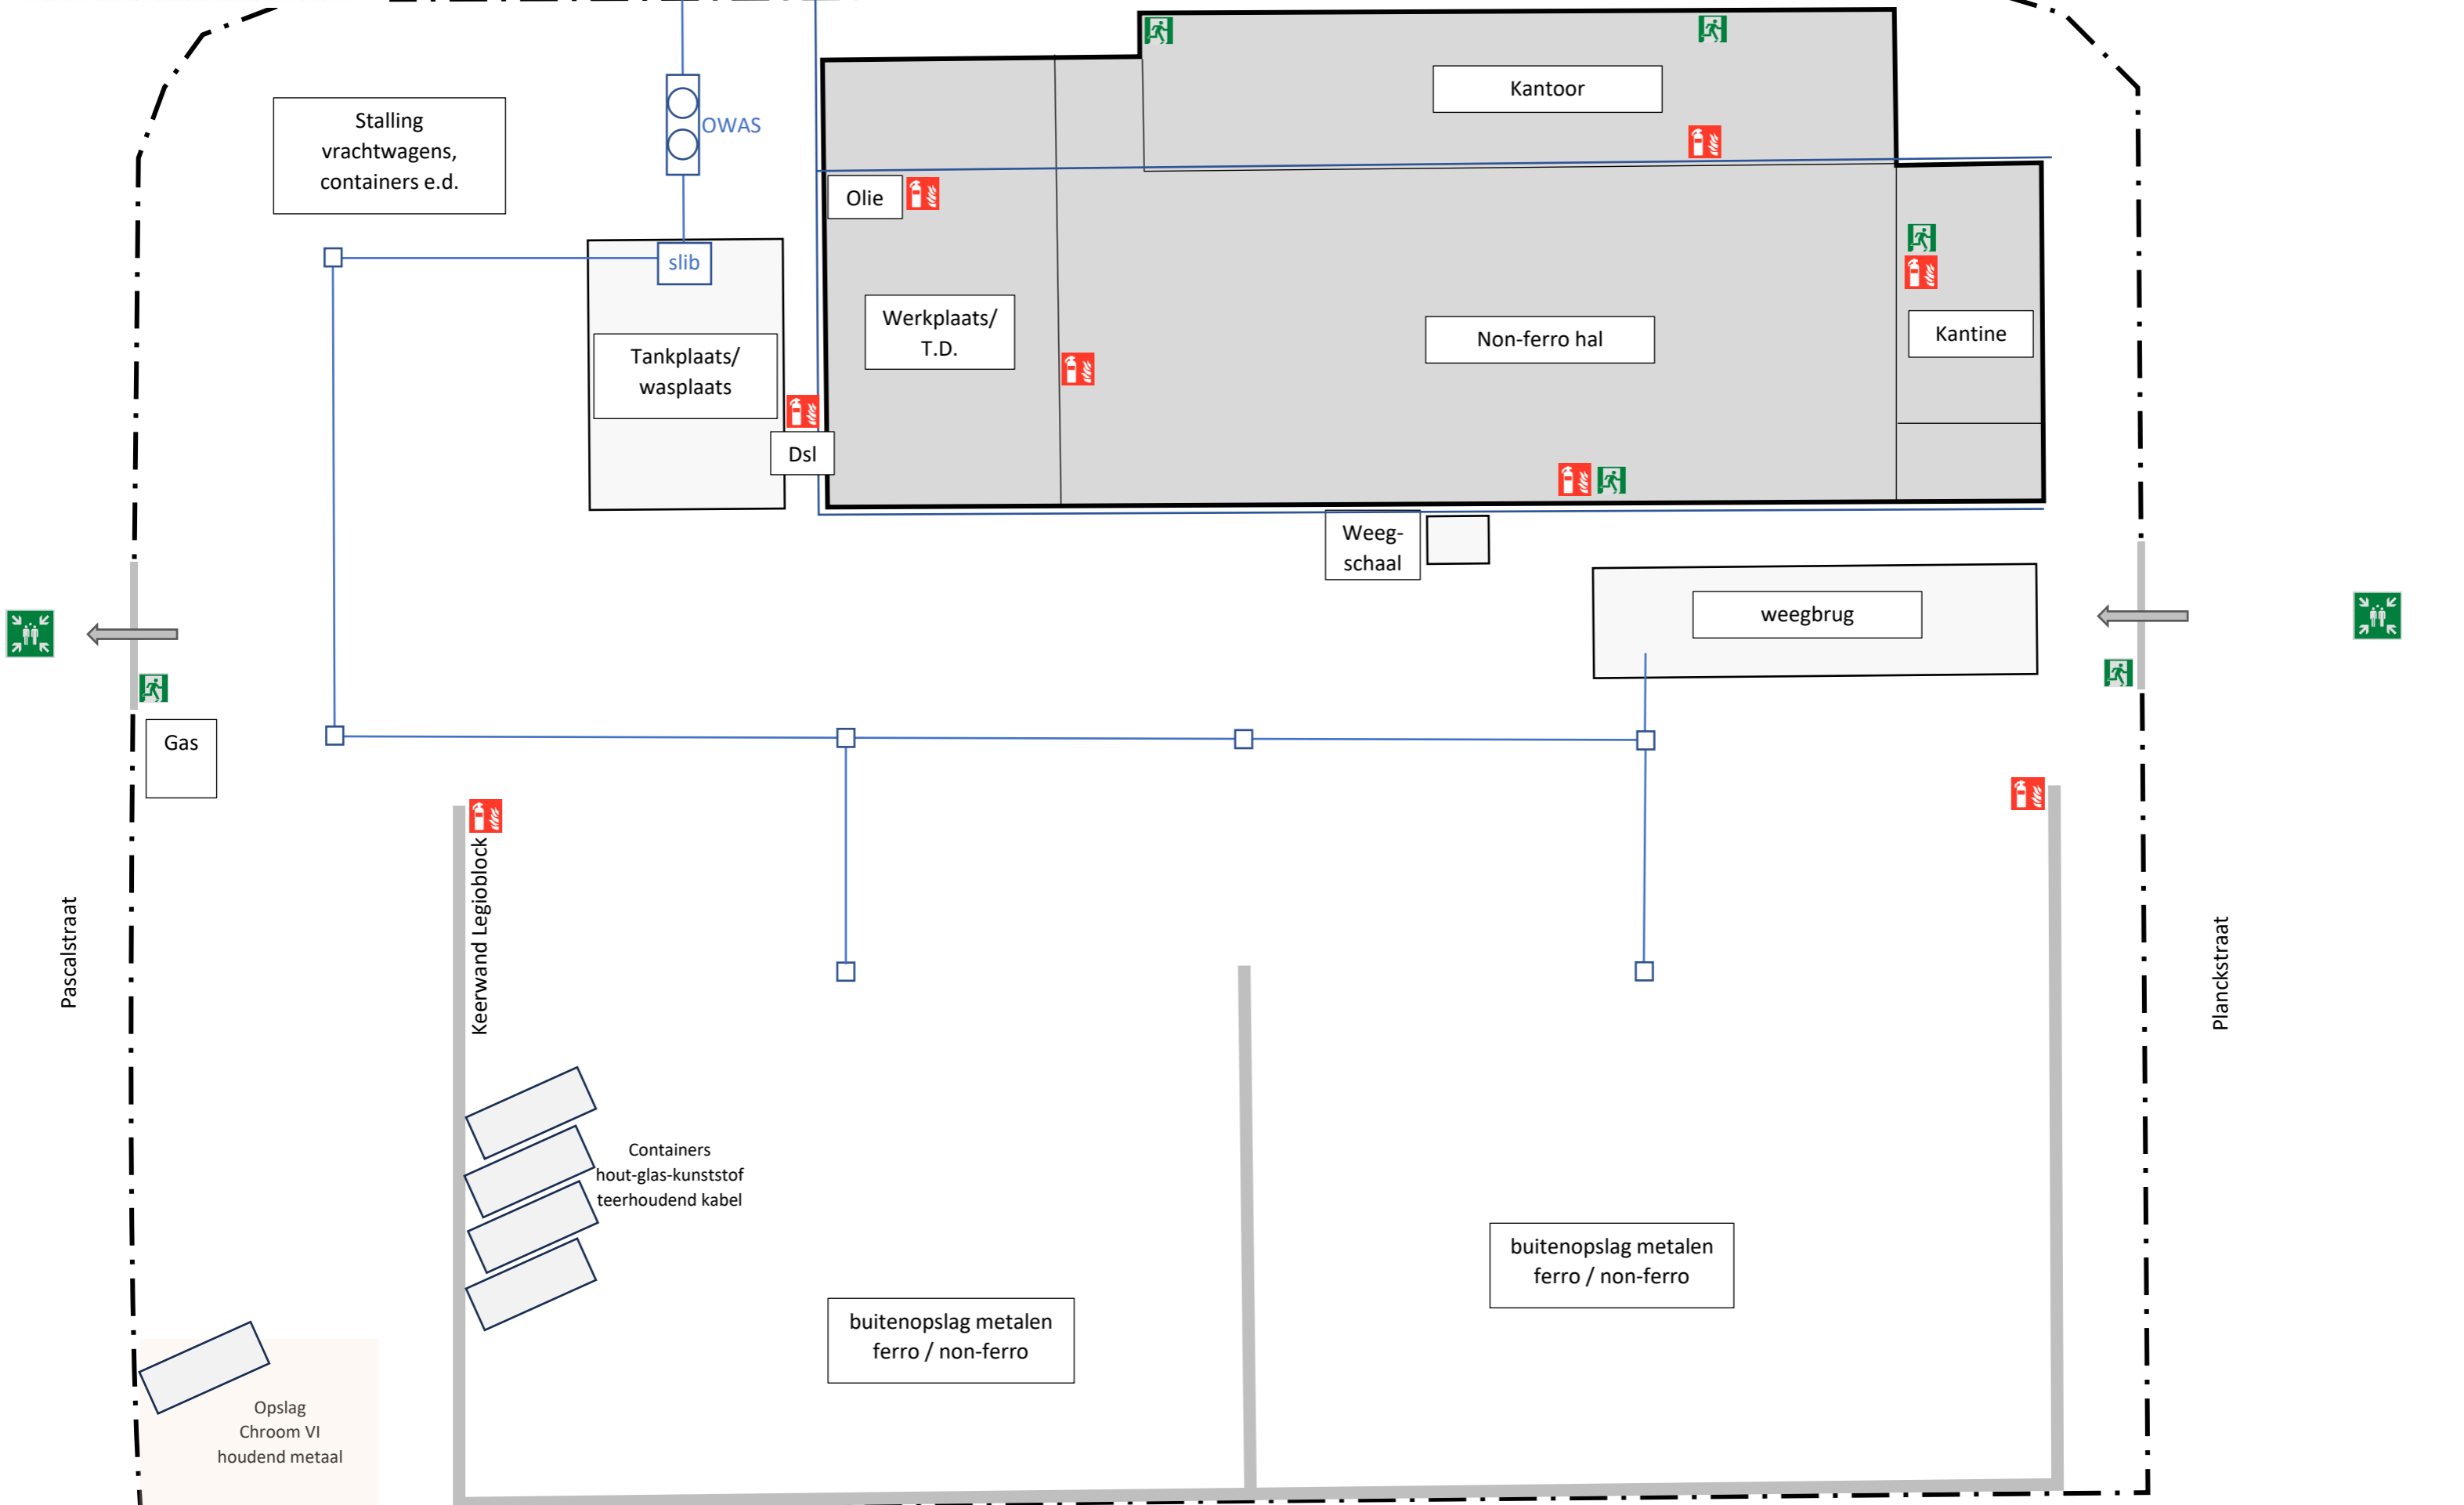 Kantoor
Stalling
vrachtwagens,
containers e.d.
OWAS
Olie
slib
Werkplaats/
T.D.
Non-ferro hal
Kantine
Tankplaats/
wasplaats
Dsl
Weeg-
schaal
weegbrug
Gas
Keerwand Legioblock
Pascalstraat
Planckstraat
Containers
hout-glas-kunststof
teerhoudend kabel
buitenopslag metalen
ferro / non-ferro
buitenopslag metalen
ferro / non-ferro
Opslag
Chroom VI
houdend metaal